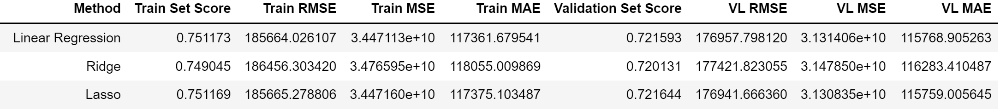 Method Train Set Score Train RMSE Train MSE Train MAE Validation Set Score VL RMSE VL MSE VL MAE
Linear Regression 0.751173 185664.026107 3.447113e+10 117361.679541 0.721593 176957.798120 3.131406e+10 115768.905263
Ridge 0.749045 186456.303420 3.476595e+10 118055.009869 0.720131 177421.823055 3.147850e+10 116283.410487
Lasso 0.751169 185665.278806 3.447160e+10 117375.103487 0.721644 176941.666360 3.130835e+10 115759.005645